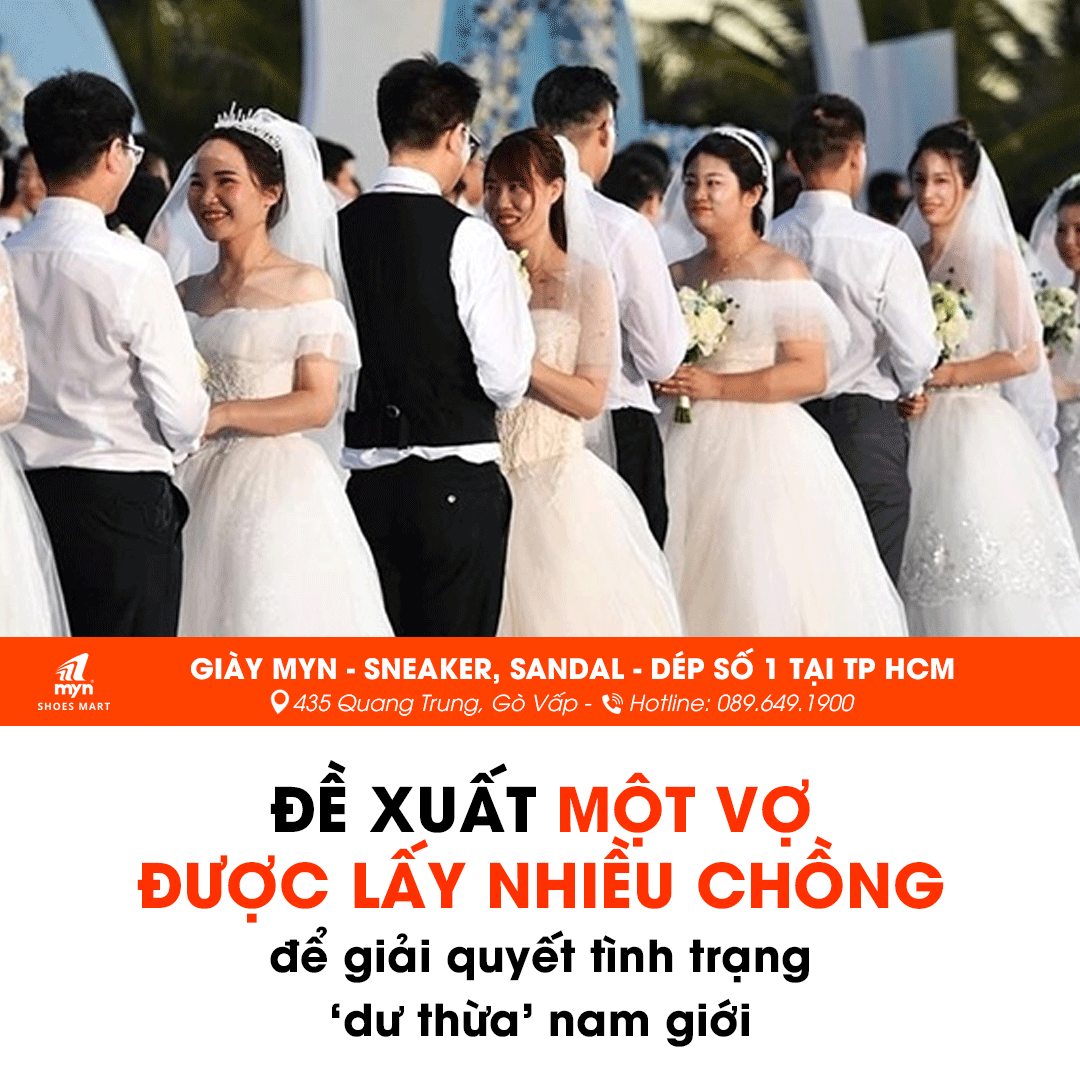 myn
SHOES MART
GIÀY MYN - SNEAKER, SANDAL - DÉP SỐ 1 TẠI TP HCM
435 Quang Trung, Gò Vấp - Hotline: 089.649.1900
ĐỀ XUẤT MỘT VỢ
ĐƯỢC LẤY NHIỀU CHỒNG
để giải quyết tình trạng
‘dư thừa’ nam giới